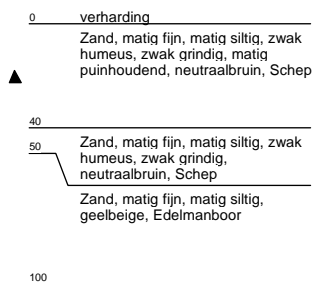 0 verharding
Zand, matig fijn, matig siltig, zwak
humeus, zwak grindig, matig
puinhoudend, neutraalbruin, Schep
40
50 Zand, matig fijn, matig siltig, zwak
humeus, zwak grindig,
neutraalbruin, Schep
Zand, matig fijn, matig siltig,
geelbeige, Edelmanboor
100